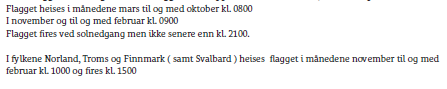 Flagget heises i månedene mars til og med oktober kl. 0800
I november og til og med februar kl. 0900
Flagget fires ved solnedgang men ikke senere enn kl. 2100.
I fylkene Norland, Troms og Finnmark ( samt Svalbard ) heises flagget i månedene november til og med
februar kl. 1000 og fires kl. 1500